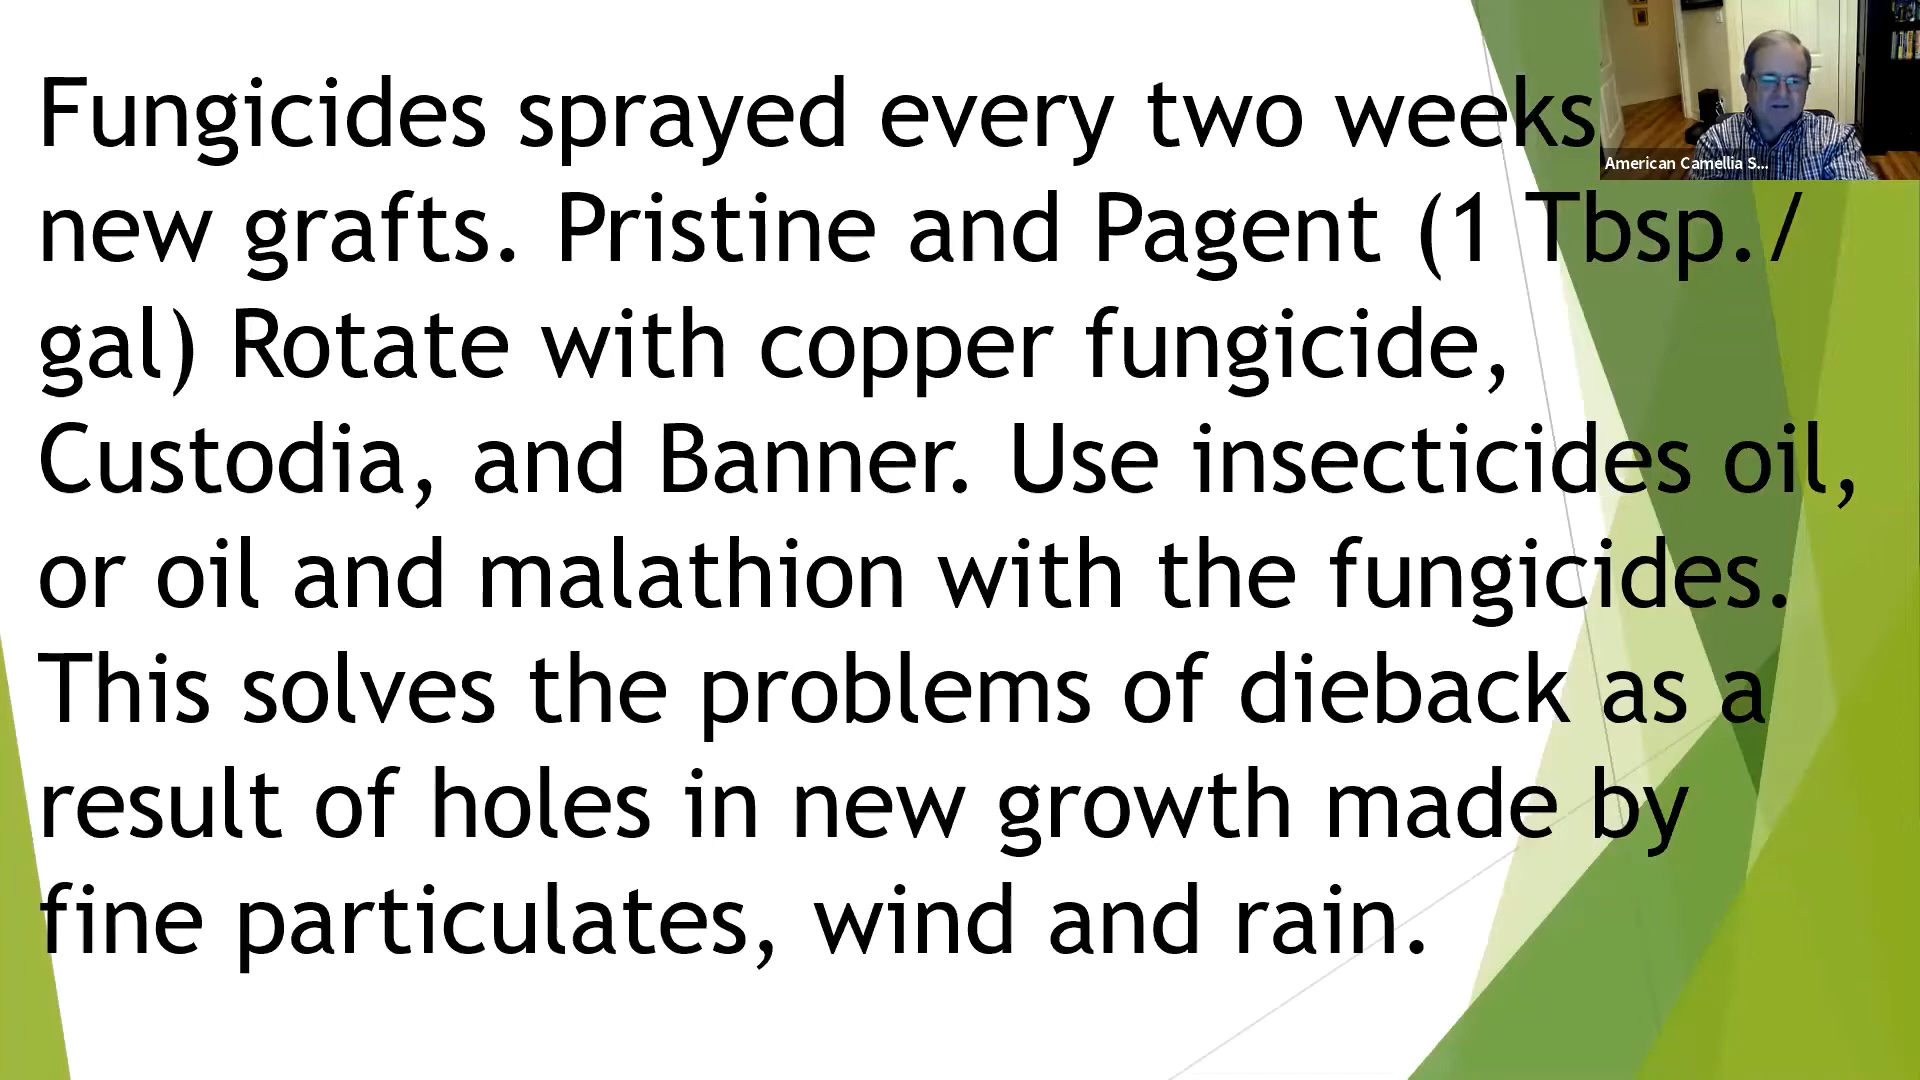 Fungicides sprayed every two weeks
new grafts. Pristine and Pagent (1 Tbsp./
gal) Rotate with copper fungicide,
Custodia, and Banner. Use insecticides oil,
or oil and malathion with the fungicides.
This solves the problems of dieback as a
result of holes in new growth made by
fine particulates, wind and rain.
American Camellia S...